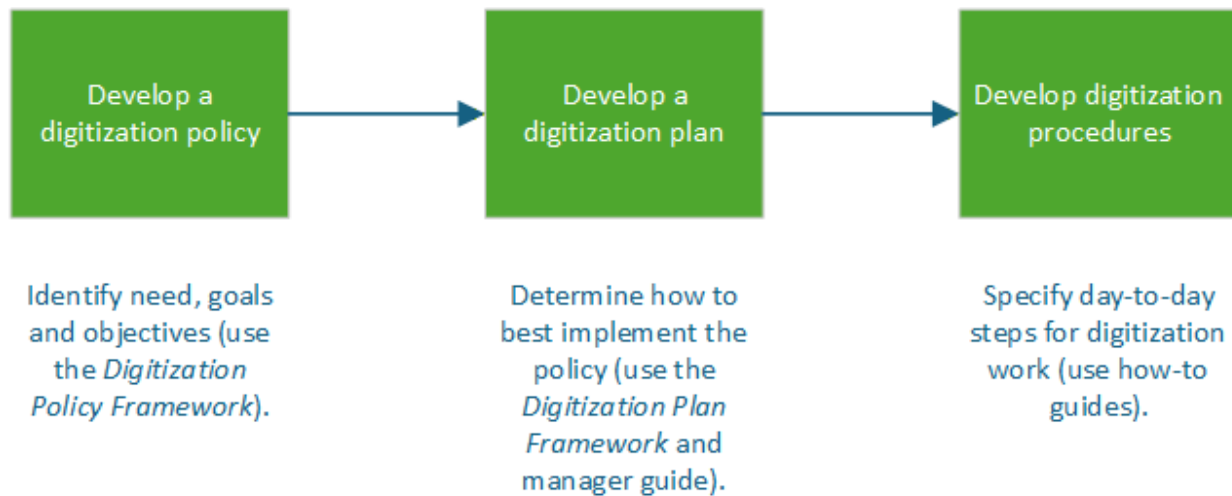 Develop a
digitization policy
Develop a
digitization plan
Develop digitization
procedures
Identify need, goals
and objectives (use
the Digitization
Policy Framework).
Determine how to
best implement the
policy (use the
Digitization Plan
Framework and
manager guide).
Specify day-to-day
steps for digitization
work (use how-to
guides).